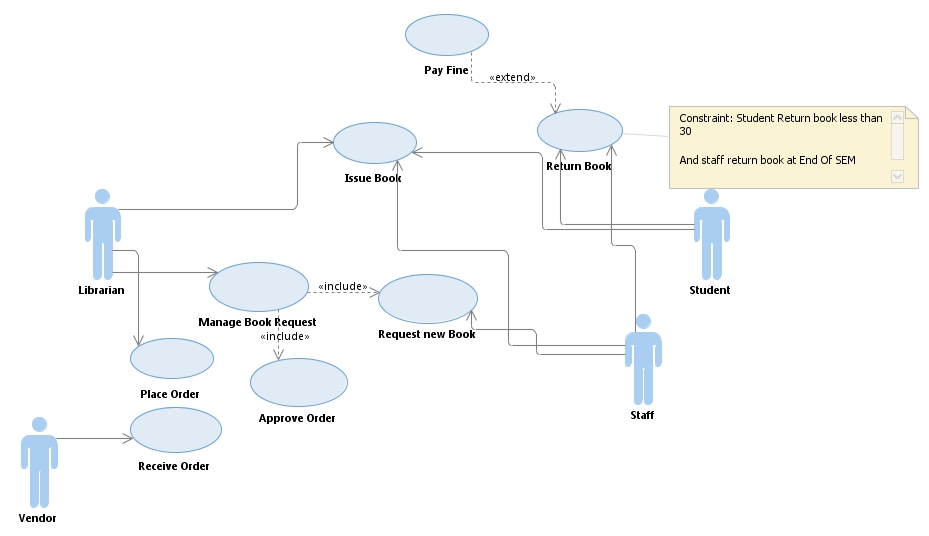 Pay Fine
«extend»
Constraint: Student Return book less than
30
And staff return book at End Of SEM
Issue Book
Return Book
Librarian
Student
«include»
Manage Book Request
Request new Book
«include»
Place Order
Approve Order
Staff
Receive Order
Vendor